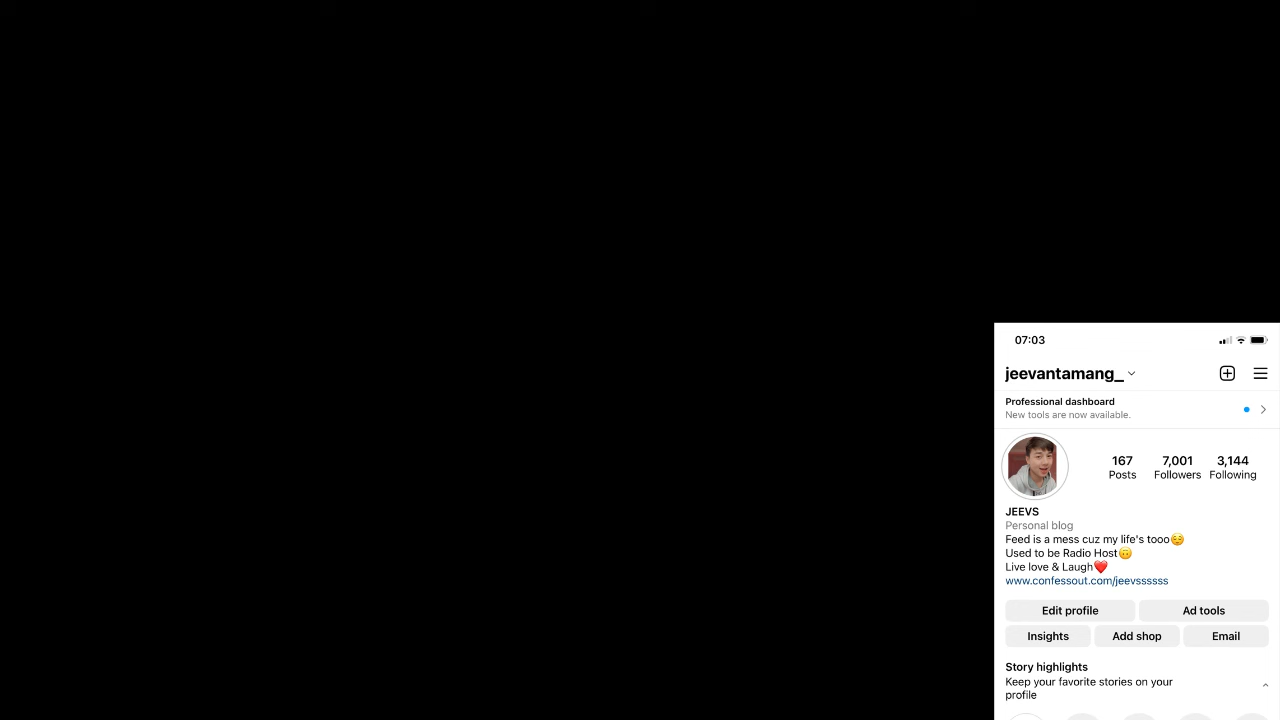 07:03
jeevantamang_
Professional dashboard
New tools are now available.
167 7,001 3,144
Posts Followers Following
JEEVS
Personal blog
Feed is a mess cuz my life's tooo😌
Used to be Radio Host🙃
Live love & Laugh❤️
www.confessout.com/jeevssssss
Edit profile Ad tools
Insights Add shop Email
Story highlights
Keep your favorite stories on your
profile